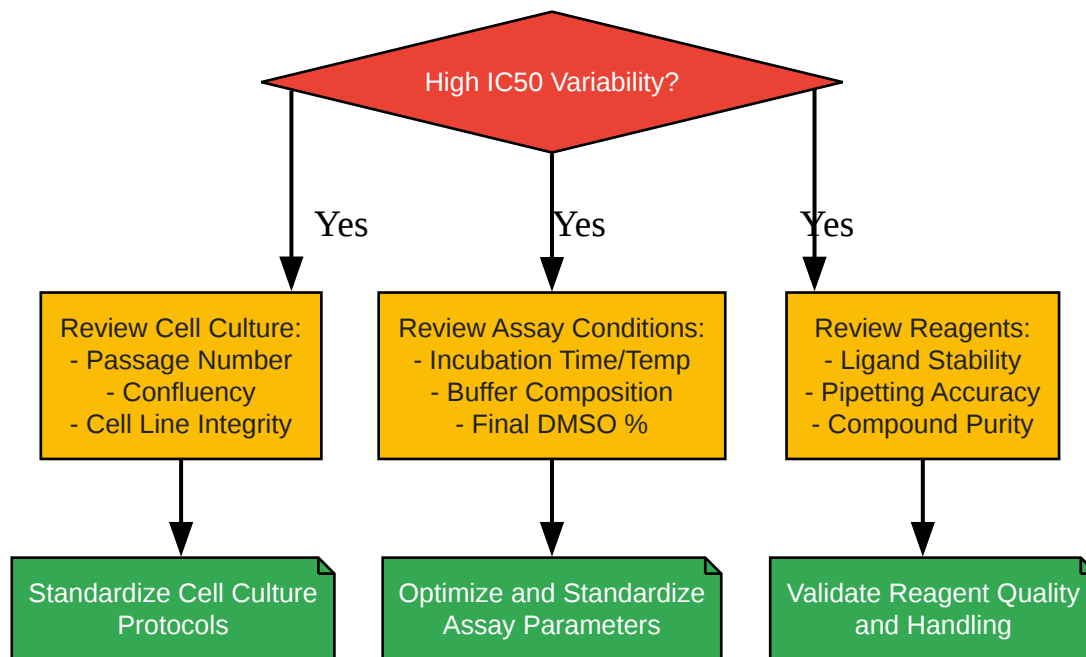 High IC50 Variability?
Yes
Yes
Yes
Review Cell Culture:
- Passage Number
- Confluency
- Cell Line Integrity
Review Assay Conditions:
- Incubation Time/Temp
- Buffer Composition
- Final DMSO %
Review Reagents:
- Ligand Stability
- Pipetting Accuracy
- Compound Purity
Standardize Cell Culture
Protocols
Optimize and Standardize
Assay Parameters
Validate Reagent Quality
and Handling